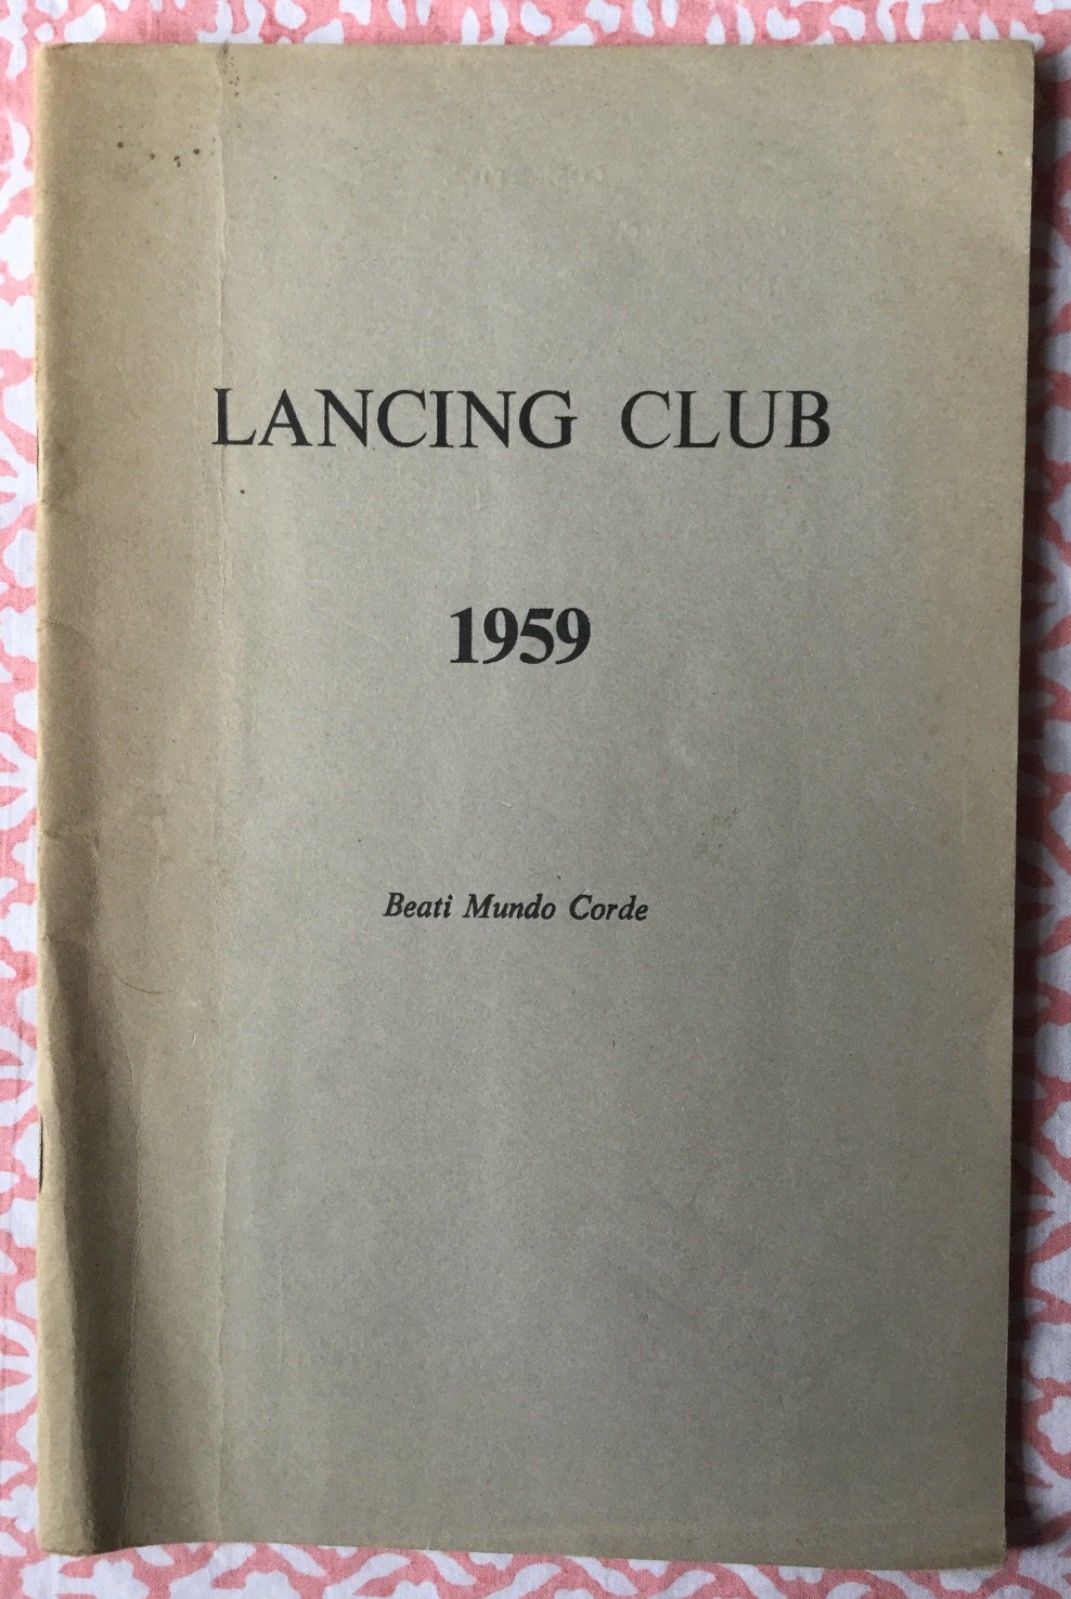 LANCING CLUB
1959
Beati Mundo Corde